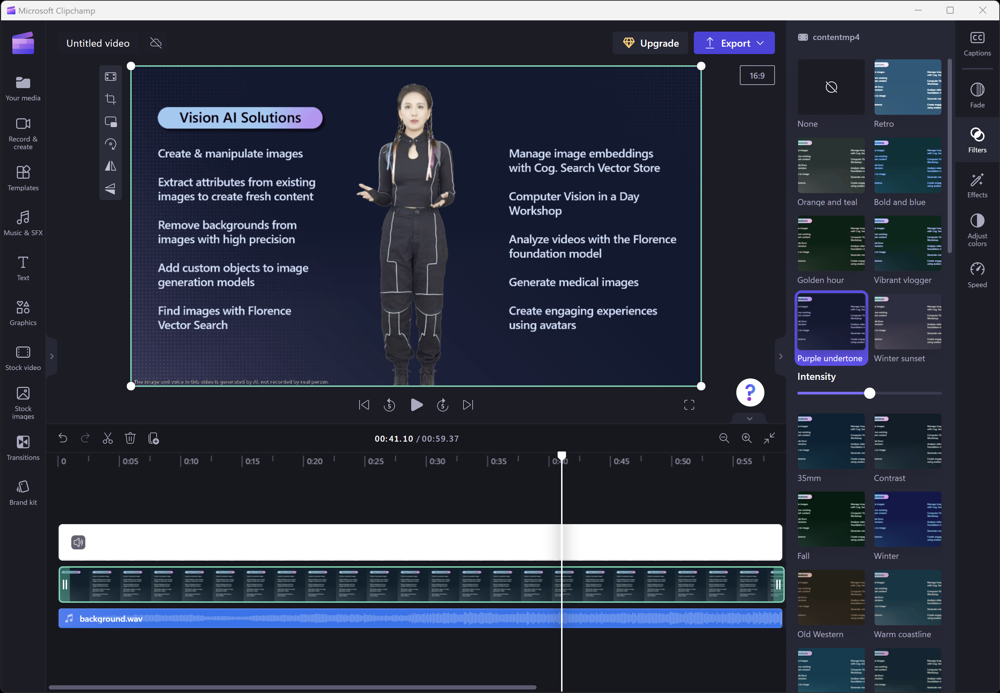 Microsoft Clipchamp
Untitled video
Upgrade
Export
16:9
Your media
Record &
create
Templates
Music & SFX
Text
Graphics
Stock video
Stock
images
Transitions
Brand kit
Vision AI Solutions
Create & manipulate images
Extract attributes from existing
images to create fresh content
Remove backgrounds from
images with high precision
Add custom objects to image
generation models
Find images with Florence
Vector Search
Manage image embeddings
with Cog. Search Vector Store
Computer Vision in a Day
Workshop
Analyze videos with the Florence
foundation model
Generate medical images
Create engaging experiences
using avatars
The image and voice in this video is generated by AI, not recorded by real person.
5
5
?
00:41.10 / 00:59.37
0
0:05
0:10
0:15
0:20
0:25
0:30
0:35
0:40
0:45
0:50
0:55
background.wav
contentmp4
None
Retro
Orange and teal
Bold and blue
Golden hour
Vibrant vlogger
Purple undertone
Winter sunset
Intensity
35mm
Contrast
Fall
Winter
Old Western
Warm coastline
CC
Captions
Fade
Filters
Effects
Adjust
colors
Speed